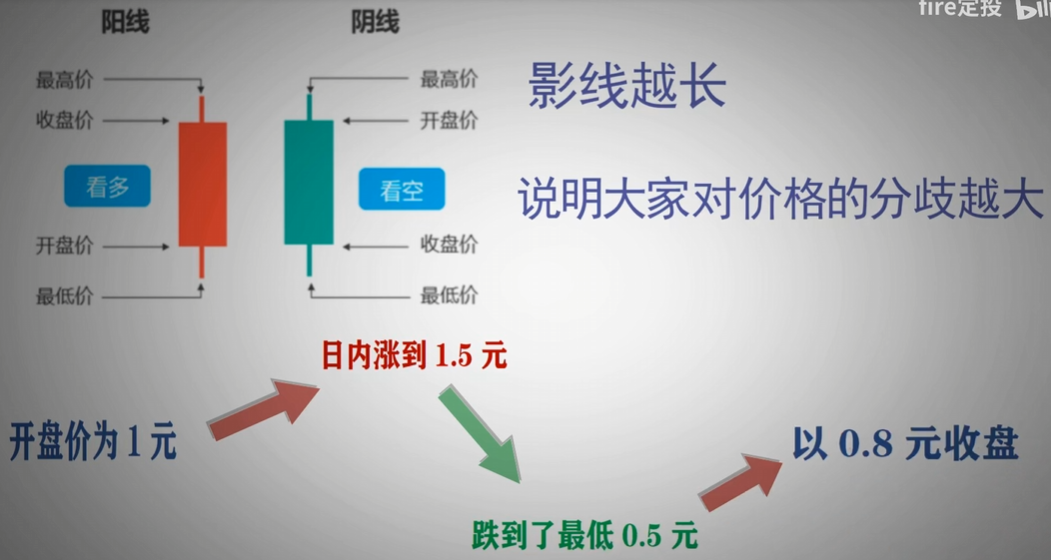 fire定投 bili
阳线 阴线
最高价 最高价
影线越长
收盘价 开盘价
看多 看空
说明大家对价格的分歧越大
开盘价 收盘价
最低价 最低价
日内涨到 1.5 元
开盘价为 1 元
以 0.8 元收盘
跌到了最低 0.5 元